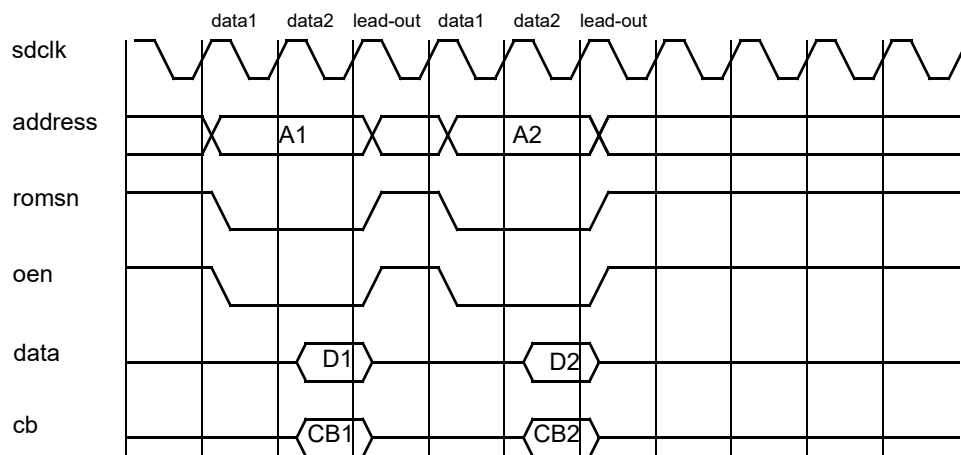 data1 data2 lead-out data1 data2 lead-out
sdclk
address A1 A2
romsn
oen
data D1 D2
cb CB1 CB2